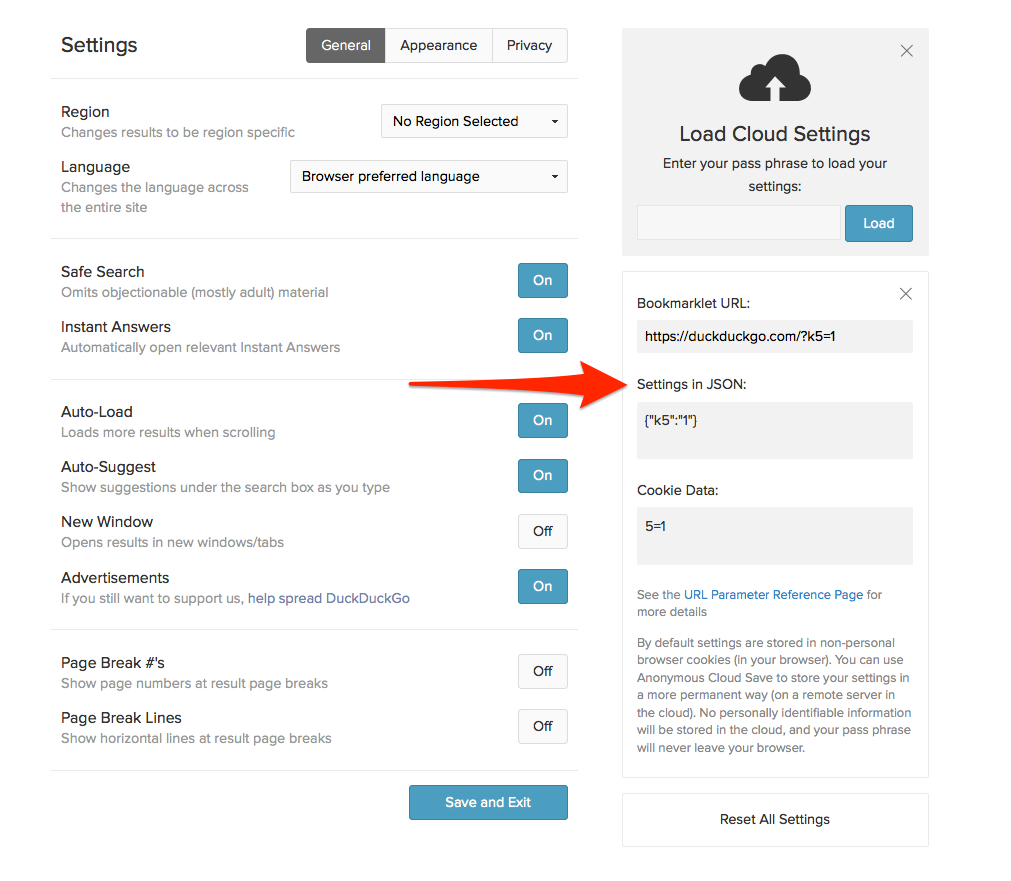 Settings
General
Appearance
Privacy
Region
Changes results to be region specific
No Region Selected
Language
Changes the language across
the entire site
Browser preferred language
Safe Search
Omits objectionable (mostly adult) material
On
Instant Answers
Automatically open relevant Instant Answers
On
Auto-Load
Loads more results when scrolling
On
Auto-Suggest
Show suggestions under the search box as you type
On
New Window
Opens results in new windows/tabs
Off
Advertisements
If you still want to support us, help spread DuckDuckGo
On
Page Break #'s
Show page numbers at result page breaks
Off
Page Break Lines
Show horizontal lines at result page breaks
Off
Save and Exit
Load Cloud Settings
Enter your pass phrase to load your
settings:
Load
Bookmarklet URL:
https://duckduckgo.com/?k5=1
Settings in JSON:
{"k5":"1"}
Cookie Data:
5=1
See the URL Parameter Reference Page for
more details
By default settings are stored in non-personal
browser cookies (in your browser). You can use
Anonymous Cloud Save to store your settings in
a more permanent way (on a remote server in
the cloud). No personally identifiable information
will be stored in the cloud, and your pass phrase
will never leave your browser.
Reset All Settings